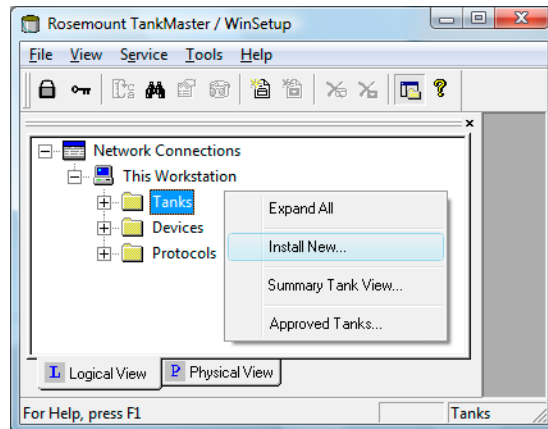 Rosemount TankMaster / WinSetup
File View Service Tools Help
Network Connections
This Workstation
Tanks
Devices
Protocols
Expand All
Install New...
Summary Tank View...
Approved Tanks...
L Logical View P Physical View
For Help, press F1 Tanks